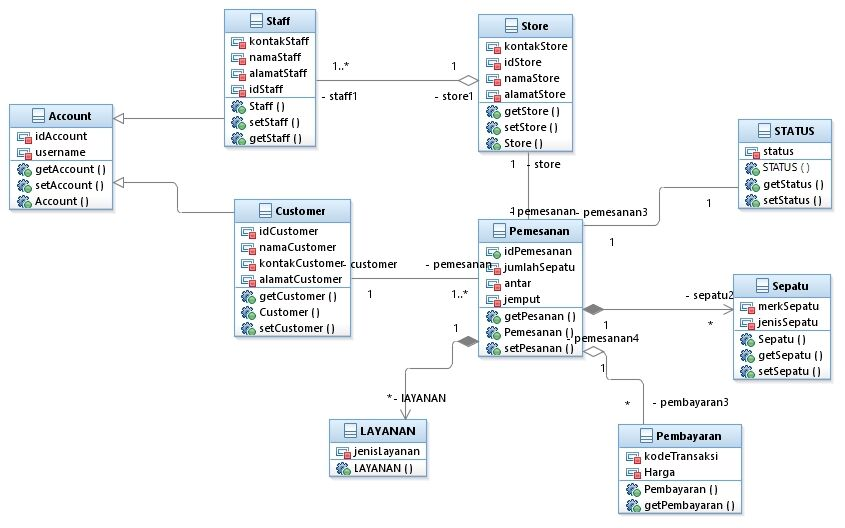 Staff
kontakStaff
namaStaff
alamatStaff
idStaff
Staff ( )
setStaff ( )
getStaff ( )
1..*
- staff1
1
- store1
Store
kontakStore
idStore
namaStore
alamatStore
getStore ( )
setStore ( )
Store ( )
1
- store
Account
idAccount
username
getAccount ( )
setAccount ( )
Account ( )
STATUS
status
STATUS ( )
getStatus ( )
setStatus ( )
1
- pemesanan3
1
- pemesanan
Customer
idCustomer
namaCustomer
kontakCustomer
alamatCustomer
getCustomer ( )
Customer ( )
setCustomer ( )
- customer
1
- pemesanan
1..*
Pemesanan
idPemesanan
jumlahSepatu
antar
jemput
getPesanan ( )
Pemesanan ( )
setPesanan ( )
1
- sepatu2
*
Sepatu
merkSepatu
jenisSepatu
Sepatu ( )
getSepatu ( )
setSepatu ( )
1
- pemesanan4
1
* - LAYANAN
LAYANAN
jenisLayanan
LAYANAN ( )
*
- pembayaran3
Pembayaran
kodeTransaksi
Harga
Pembayaran ( )
getPembayaran ( )